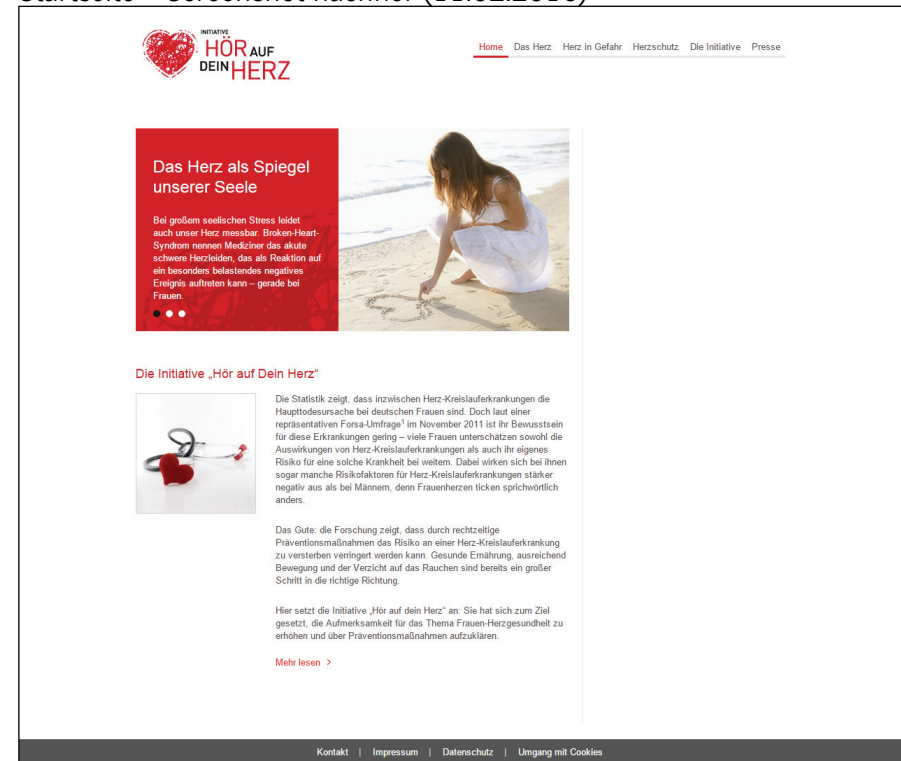 INITIATIVE
HÖR AUF
DEIN HERZ
Home Das Herz Herz in Gefahr Herzschutz Die Initiative Presse
Das Herz als Spiegel
unserer Seele
Bei großem seelischen Stress leidet
auch unser Herz messbar. Broken-Heart-
Syndrom nennen Mediziner das akute
schwere Herzleiden, das als Reaktion auf
ein besonders belastendes negatives
Ereignis auftreten kann – gerade bei
Frauen.
Die Initiative „Hör auf Dein Herz“
Die Statistik zeigt, dass inzwischen Herz-Kreislauferkrankungen die
Haupttodesursache bei deutschen Frauen sind. Doch laut einer
repräsentativen Forsa-Umfrage¹ im November 2011 ist ihr Bewusstsein
für diese Erkrankungen gering – viele Frauen unterschätzen sowohl die
Auswirkungen von Herz-Kreislauferkrankungen als auch ihr eigenes
Risiko für eine solche Krankheit bei weitem. Dabei wirken sich bei ihnen
sogar manche Risikofaktoren für Herz-Kreislauferkrankungen stärker
negativ aus als bei Männern, denn Frauenherzen ticken sprichwörtlich
anders.
Das Gute: die Forschung zeigt, dass durch rechtzeitige
Präventionsmaßnahmen das Risiko an einer Herz-Kreislauferkrankung
zu versterben verringert werden kann. Gesunde Ernährung, ausreichend
Bewegung und der Verzicht auf das Rauchen sind bereits ein großer
Schritt in die richtige Richtung.
Hier setzt die Initiative „Hör auf dein Herz“ an: Sie hat sich zum Ziel
gesetzt, die Aufmerksamkeit für das Thema Frauen-Herzgesundheit zu
erhöhen und über Präventionsmaßnahmen aufzuklären.
Mehr lesen >
Kontakt | Impressum | Datenschutz | Umgang mit Cookies